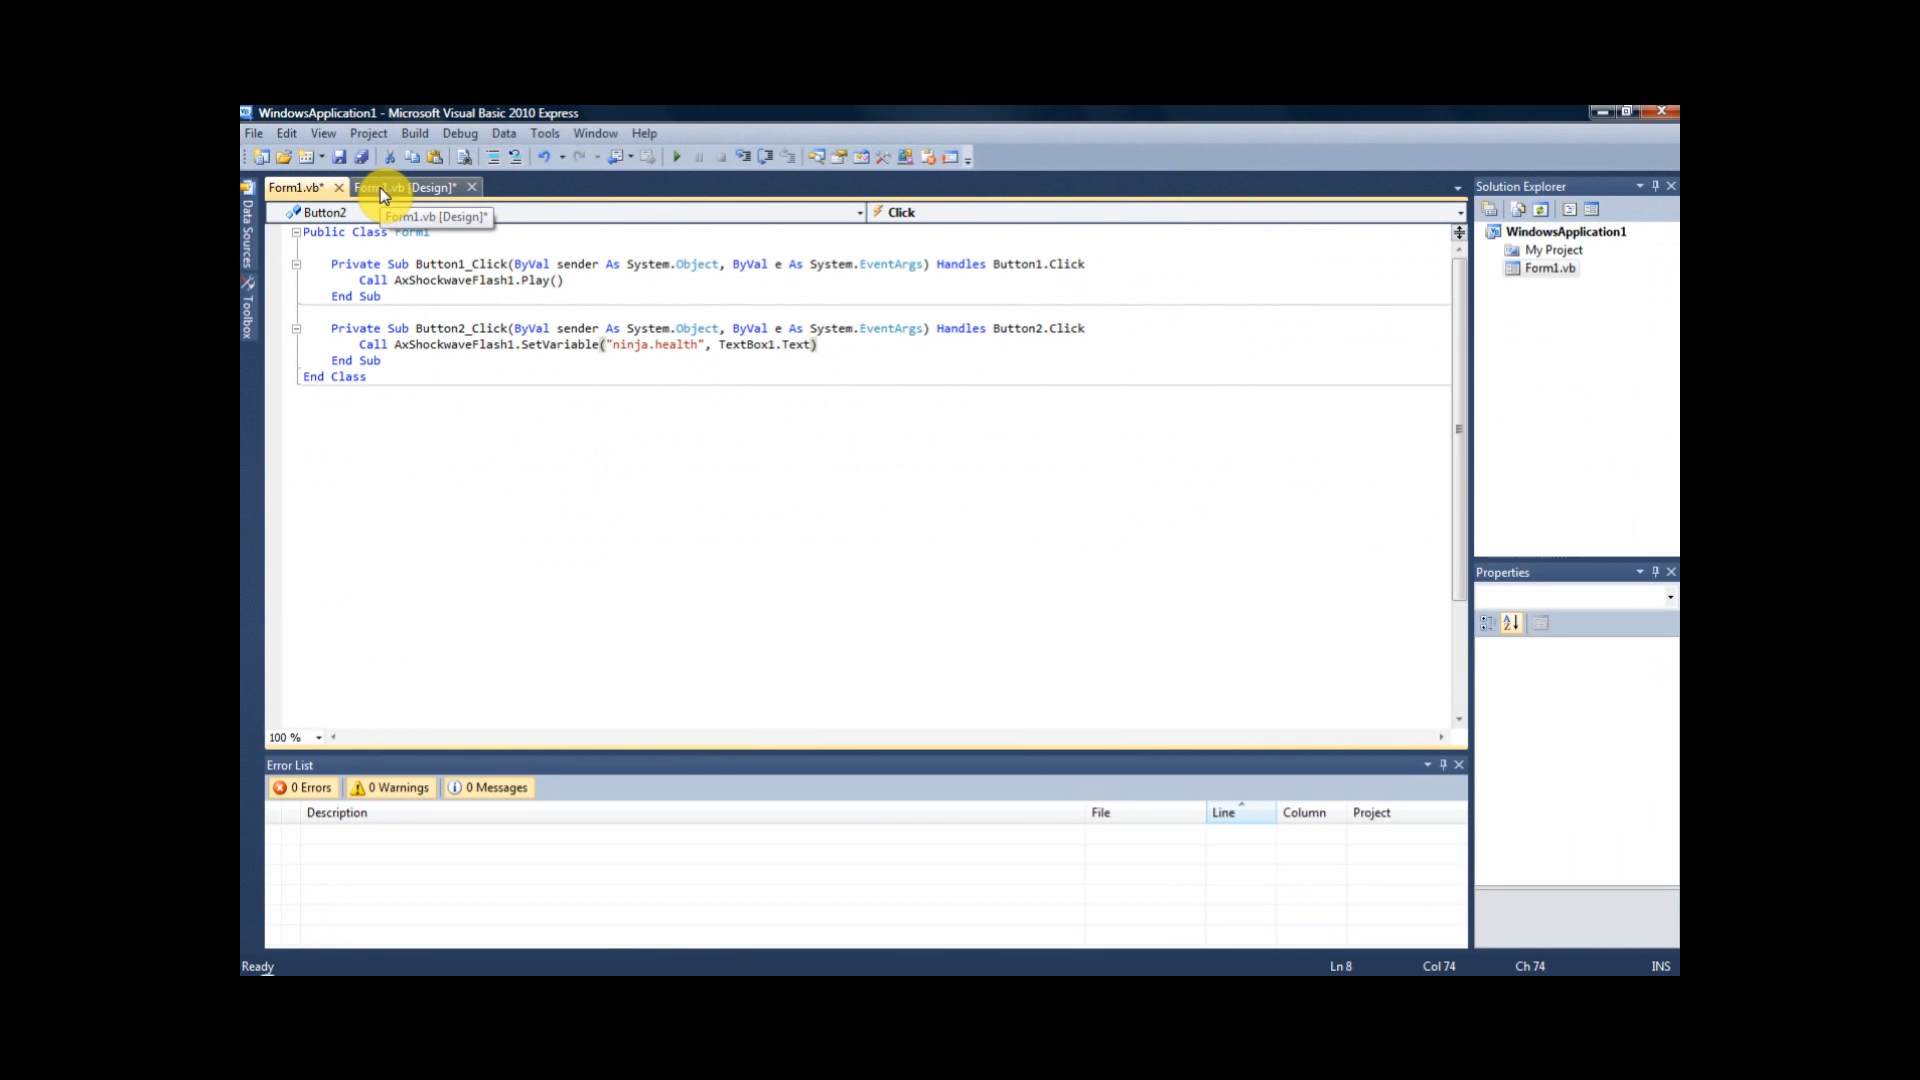 WindowsApplication1 - Microsoft Visual Basic 2010 Express
File Edit View Project Build Debug Data Tools Window Help
Form1.vb* Form1.vb [Design]*
Form1.vb [Design]*
Button2 Click
Data Sources
Toolbox
Public Class Form1
Private Sub Button1_Click(ByVal sender As System.Object, ByVal e As System.EventArgs) Handles Button1.Click
Call AxShockwaveFlash1.Play()
End Sub
Private Sub Button2_Click(ByVal sender As System.Object, ByVal e As System.EventArgs) Handles Button2.Click
Call AxShockwaveFlash1.SetVariable("ninja.health", TextBox1.Text)
End Sub
End Class
100 %
Solution Explorer
WindowsApplication1
My Project
Form1.vb
Properties
Error List
0 Errors 0 Warnings 0 Messages
Description File Line Column Project
Ready Ln 8 Col 74 Ch 74 INS